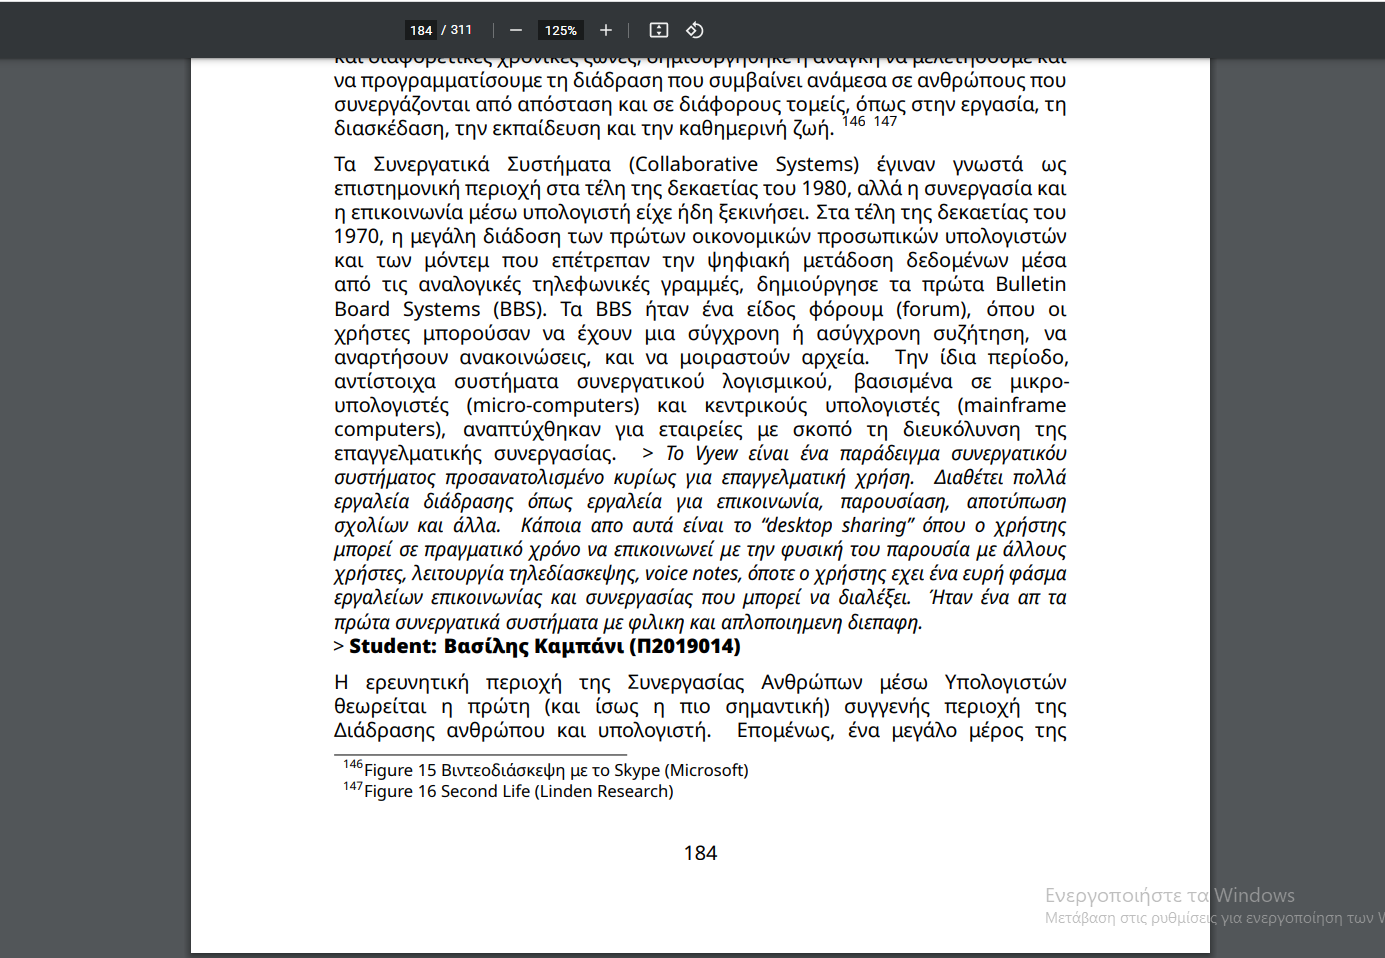 184 / 311
125%
και διαφορετικές χρονικές ζώνες, δημιουργήθηκε η ανάγκη να μελετήσουμε και
να προγραμματίσουμε τη διάδραση που συμβαίνει ανάμεσα σε ανθρώπους που
συνεργάζονται από απόσταση και σε διάφορους τομείς, όπως στην εργασία, τη
διασκέδαση, την εκπαίδευση και την καθημερινή ζωή. 146 147
Τα Συνεργατικά Συστήματα (Collaborative Systems) έγιναν γνωστά ως
επιστημονική περιοχή στα τέλη της δεκαετίας του 1980, αλλά η συνεργασία και
η επικοινωνία μέσω υπολογιστή είχε ήδη ξεκινήσει. Στα τέλη της δεκαετίας του
1970, η μεγάλη διάδοση των πρώτων οικονομικών προσωπικών υπολογιστών
και των μόντεμ που επέτρεπαν την ψηφιακή μετάδοση δεδομένων μέσα
από τις αναλογικές τηλεφωνικές γραμμές, δημιούργησε τα πρώτα Bulletin
Board Systems (BBS). Τα BBS ήταν ένα είδος φόρουμ (forum), όπου οι
χρήστες μπορούσαν να έχουν μια σύγχρονη ή ασύγχρονη συζήτηση, να
αναρτήσουν ανακοινώσεις, και να μοιραστούν αρχεία. Την ίδια περίοδο,
αντίστοιχα συστήματα συνεργατικού λογισμικού, βασισμένα σε μικρο-
υπολογιστές (micro-computers) και κεντρικούς υπολογιστές (mainframe
computers), αναπτύχθηκαν για εταιρείες με σκοπό τη διευκόλυνση της
επαγγελματικής συνεργασίας. > Το Vyew είναι ένα παράδειγμα συνεργατικόυ
συστήματος προσανατολισμένο κυρίως για επαγγελματική χρήση. Διαθέτει πολλά
εργαλεία διάδρασης όπως εργαλεία για επικοινωνία, παρουσίαση, αποτύπωση
σχολίων και άλλα. Κάποια απο αυτά είναι το “desktop sharing” όπου ο χρήστης
μπορεί σε πραγματικό χρόνο να επικοινωνεί με την φυσική του παρουσία με άλλους
χρήστες, λειτουργία τηλεδίασκεψης, voice notes, όποτε ο χρήστης εχει ένα ευρή φάσμα
εργαλείων επικοινωνίας και συνεργασίας που μπορεί να διαλέξει. Ήταν ένα απ τα
πρώτα συνεργατικά συστήματα με φιλικη και απλοποιημενη διεπαφη.
> Student: Βασίλης Καμπάνι (Π2019014)
Η ερευνητική περιοχή της Συνεργασίας Ανθρώπων μέσω Υπολογιστών
θεωρείται η πρώτη (και ίσως η πιο σημαντική) συγγενής περιοχή της
Διάδρασης ανθρώπου και υπολογιστή. Επομένως, ένα μεγάλο μέρος της
146 Figure 15 Βιντεοδιάσκεψη με το Skype (Microsoft)
147 Figure 16 Second Life (Linden Research)
184
Ενεργοποιήστε τα Windows
Μετάβαση στις ρυθμίσεις για ενεργοποίηση των W